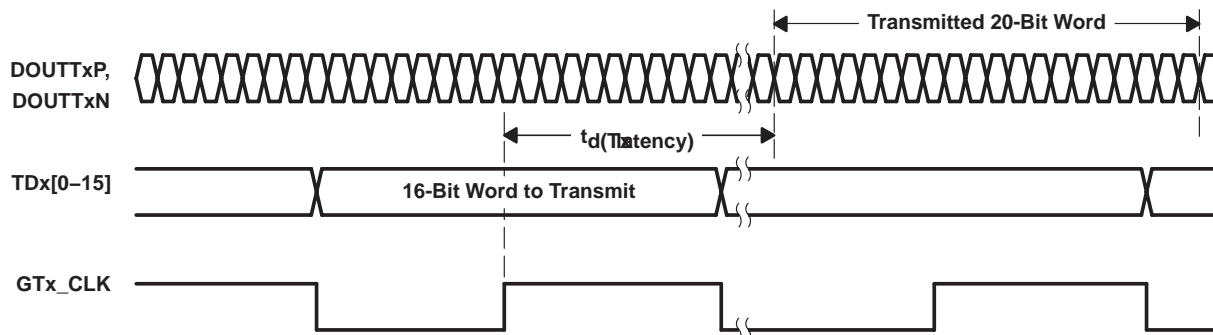 Transmitted 20-Bit Word
DOUTTxP,
DOUTTxN
td(Tx latency)
TDx[0–15]
16-Bit Word to Transmit
GTx_CLK